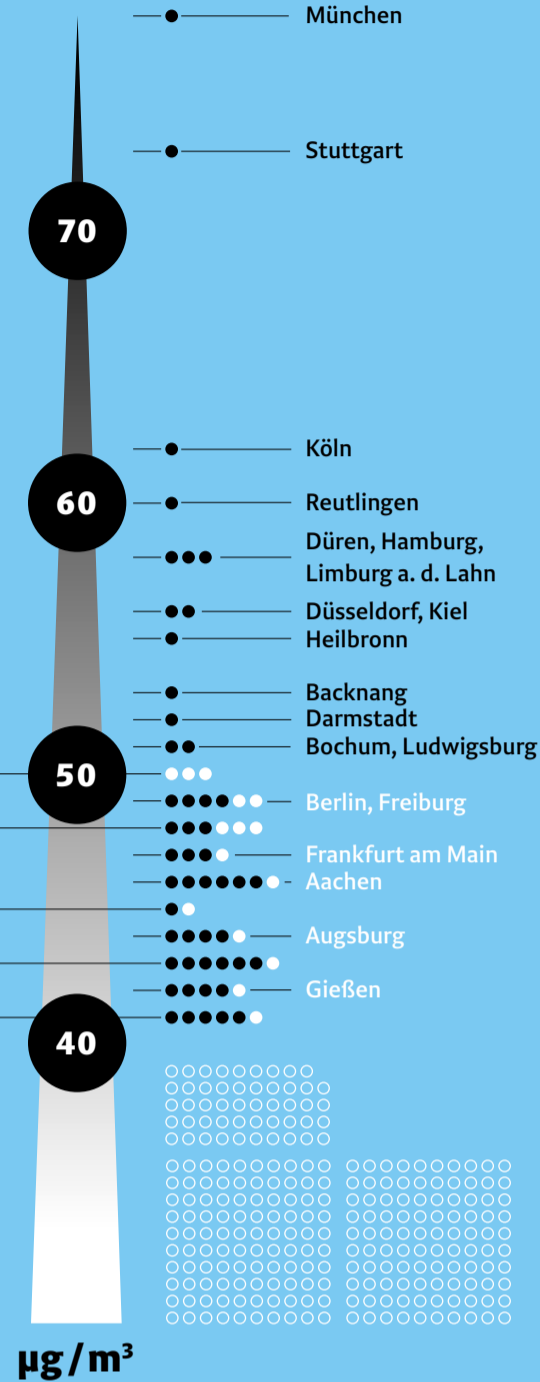 München
Stuttgart
70
Köln
60
Reutlingen
Düren, Hamburg,
Limburg a. d. Lahn
Düsseldorf, Kiel
Heilbronn
Backnang
Darmstadt
Bochum, Ludwigsburg
50
Berlin, Freiburg
Frankfurt am Main
Aachen
Augsburg
Gießen
40
µg/m³